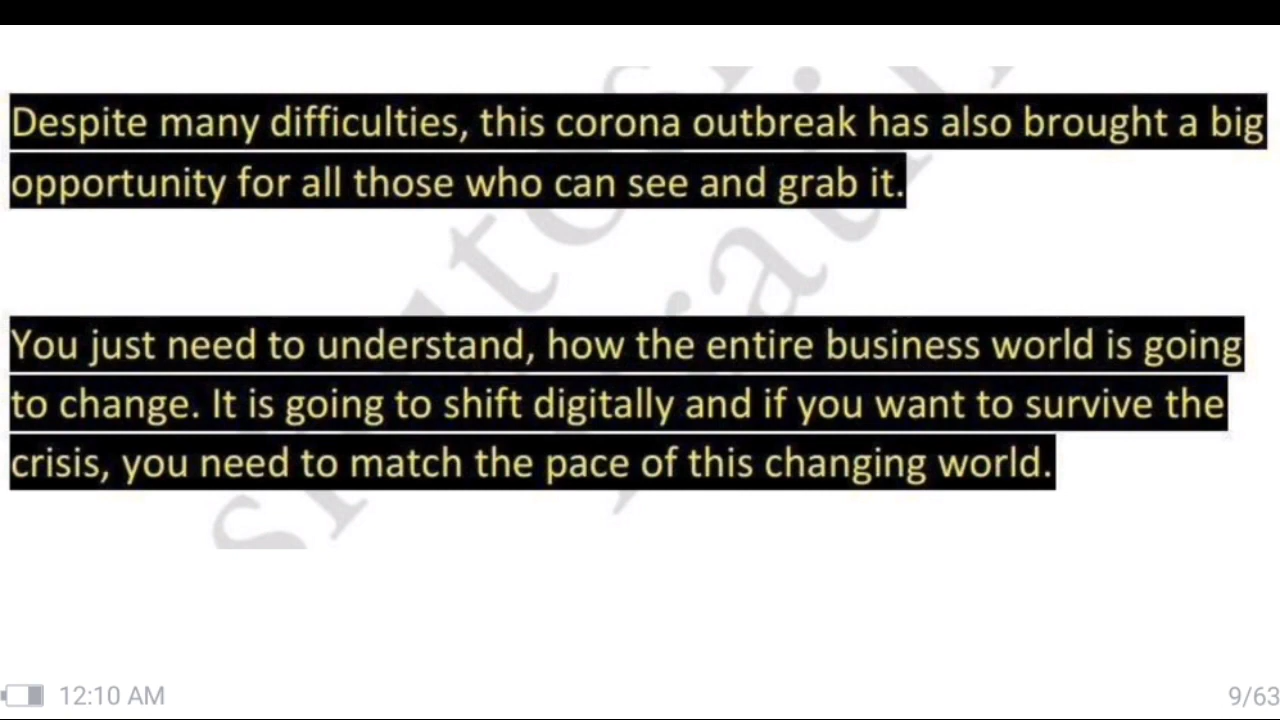 Despite many difficulties, this corona outbreak has also brought a big
opportunity for all those who can see and grab it.
You just need to understand, how the entire business world is going
to change. It is going to shift digitally and if you want to survive the
crisis, you need to match the pace of this changing world.
12:10 AM
9/63